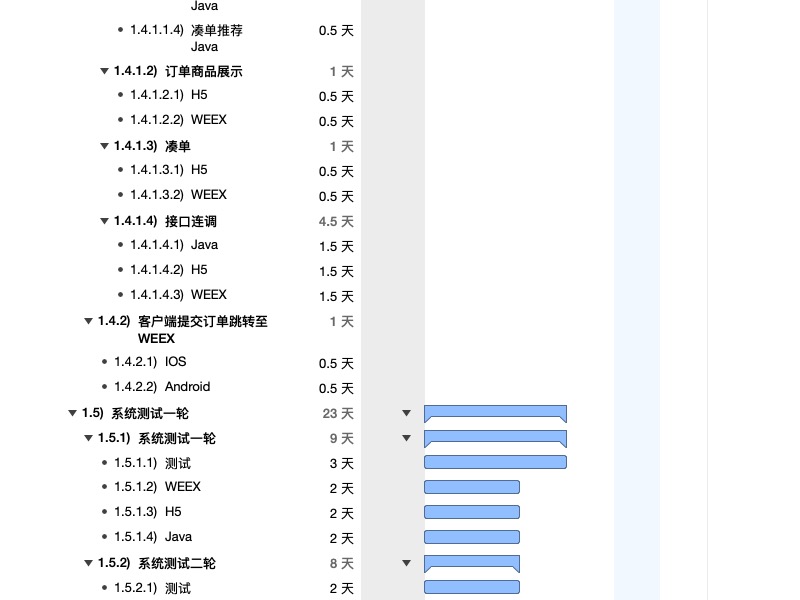 Java
1.4.1.1.4) 凑单推荐 0.5 天
Java
1.4.1.2) 订单商品展示 1 天
1.4.1.2.1) H5 0.5 天
1.4.1.2.2) WEEX 0.5 天
1.4.1.3) 凑单 1 天
1.4.1.3.1) H5 0.5 天
1.4.1.3.2) WEEX 0.5 天
1.4.1.4) 接口连调 4.5 天
1.4.1.4.1) Java 1.5 天
1.4.1.4.2) H5 1.5 天
1.4.1.4.3) WEEX 1.5 天
1.4.2) 客户端提交订单跳转至 1 天
WEEX
1.4.2.1) IOS 0.5 天
1.4.2.2) Android 0.5 天
1.5) 系统测试一轮 23 天
1.5.1) 系统测试一轮 9 天
1.5.1.1) 测试 3 天
1.5.1.2) WEEX 2 天
1.5.1.3) H5 2 天
1.5.1.4) Java 2 天
1.5.2) 系统测试二轮 8 天
1.5.2.1) 测试 2 天